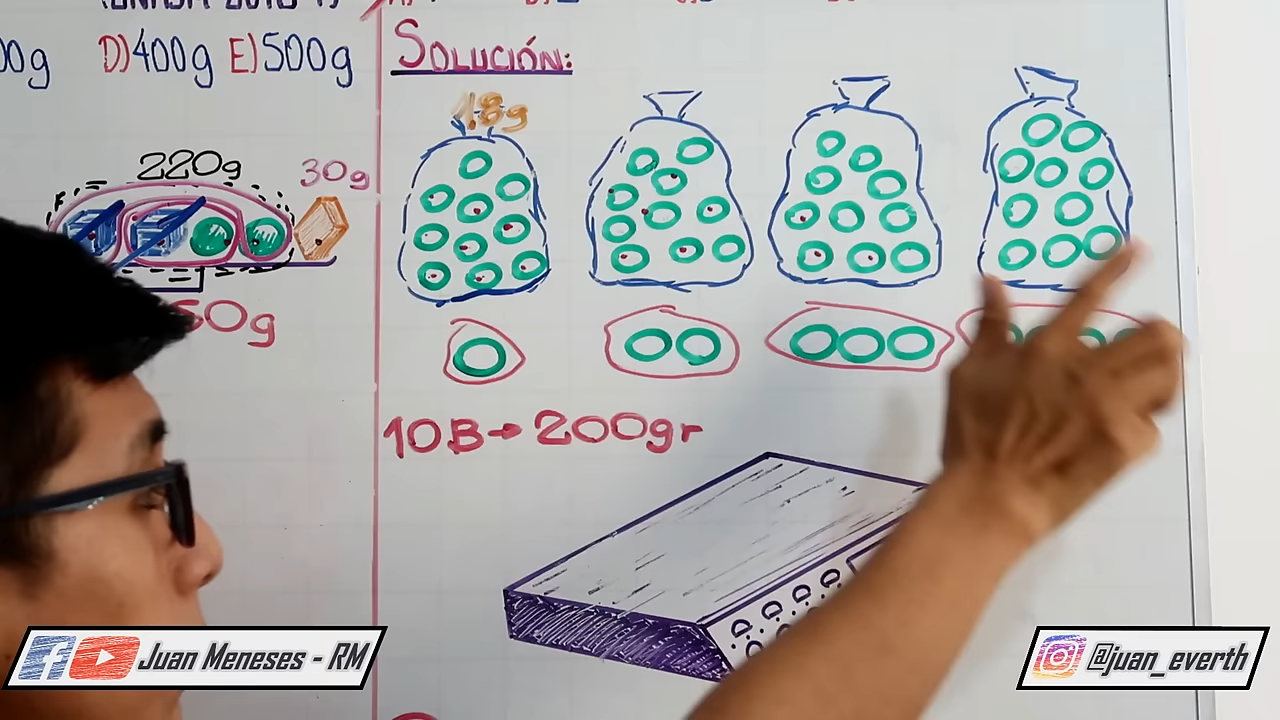 D)400g E)500g
220g
30g
SOLUCIÓN:
18g
10B→200gr
Juan Meneses - RM
@juan_everth